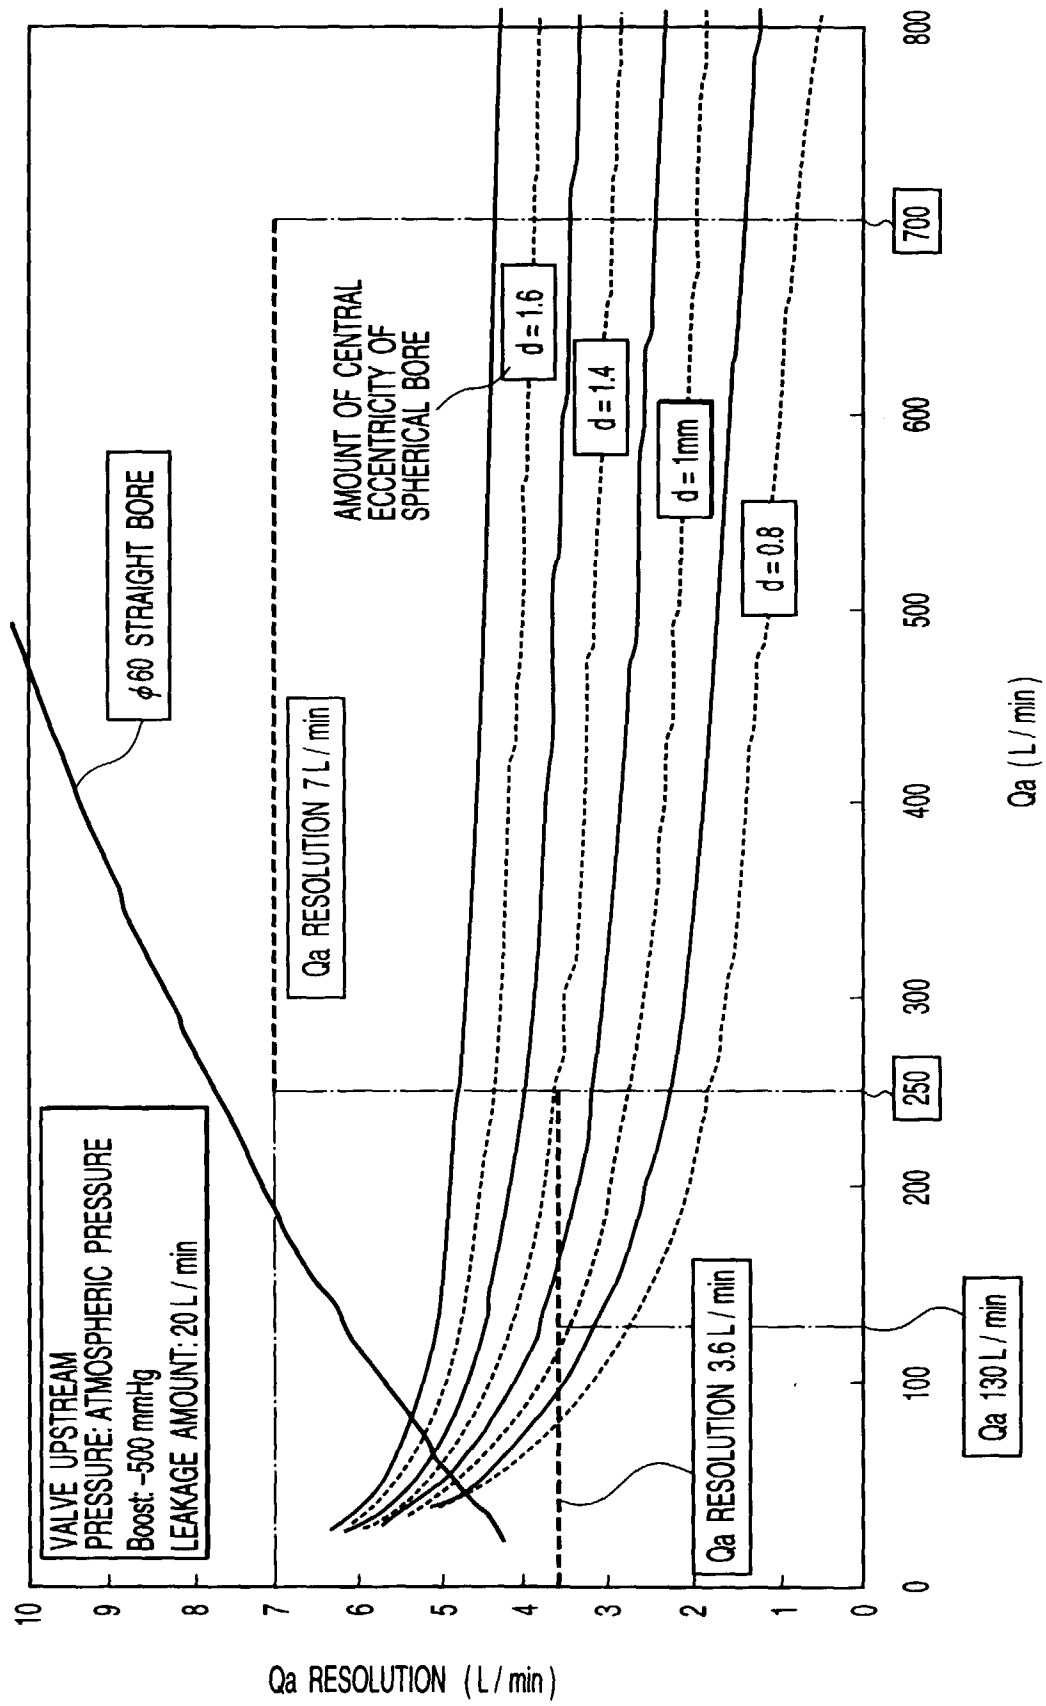 VALVE UPSTREAM
PRESSURE: ATMOSPHERIC PRESSURE
Boost: -500 mmHg
LEAKAGE AMOUNT: 20 L / min
φ60 STRAIGHT BORE
Qa RESOLUTION 7 L / min
AMOUNT OF CENTRAL
ECCENTRICITY OF
SPHERICAL BORE
d = 1.6
d = 1.4
d = 1mm
d = 0.8
Qa RESOLUTION 3.6 L / min
Qa 130 L / min
Qa RESOLUTION ( L / min )
10
9
8
7
6
5
4
3
2
1
0
0
100
200
250
300
400
500
600
700
800
Qa ( L / min )